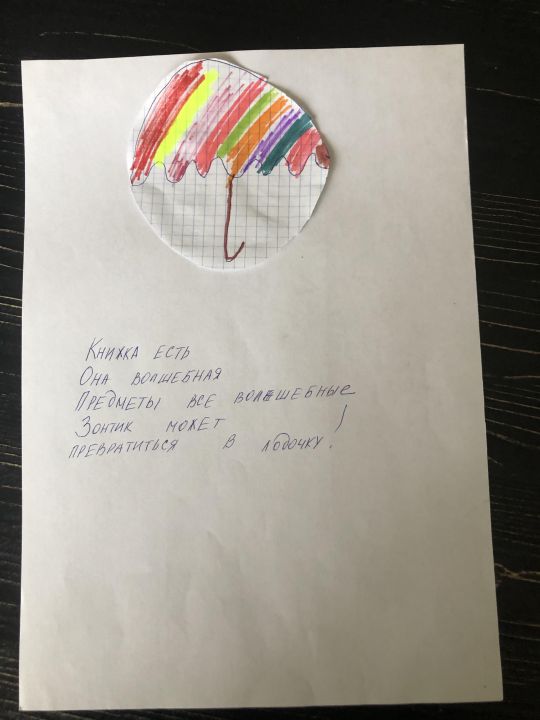 Книжка есть
Она волшебная
Предметы все волшебные
Зонтик может
превратиться в лодочку!